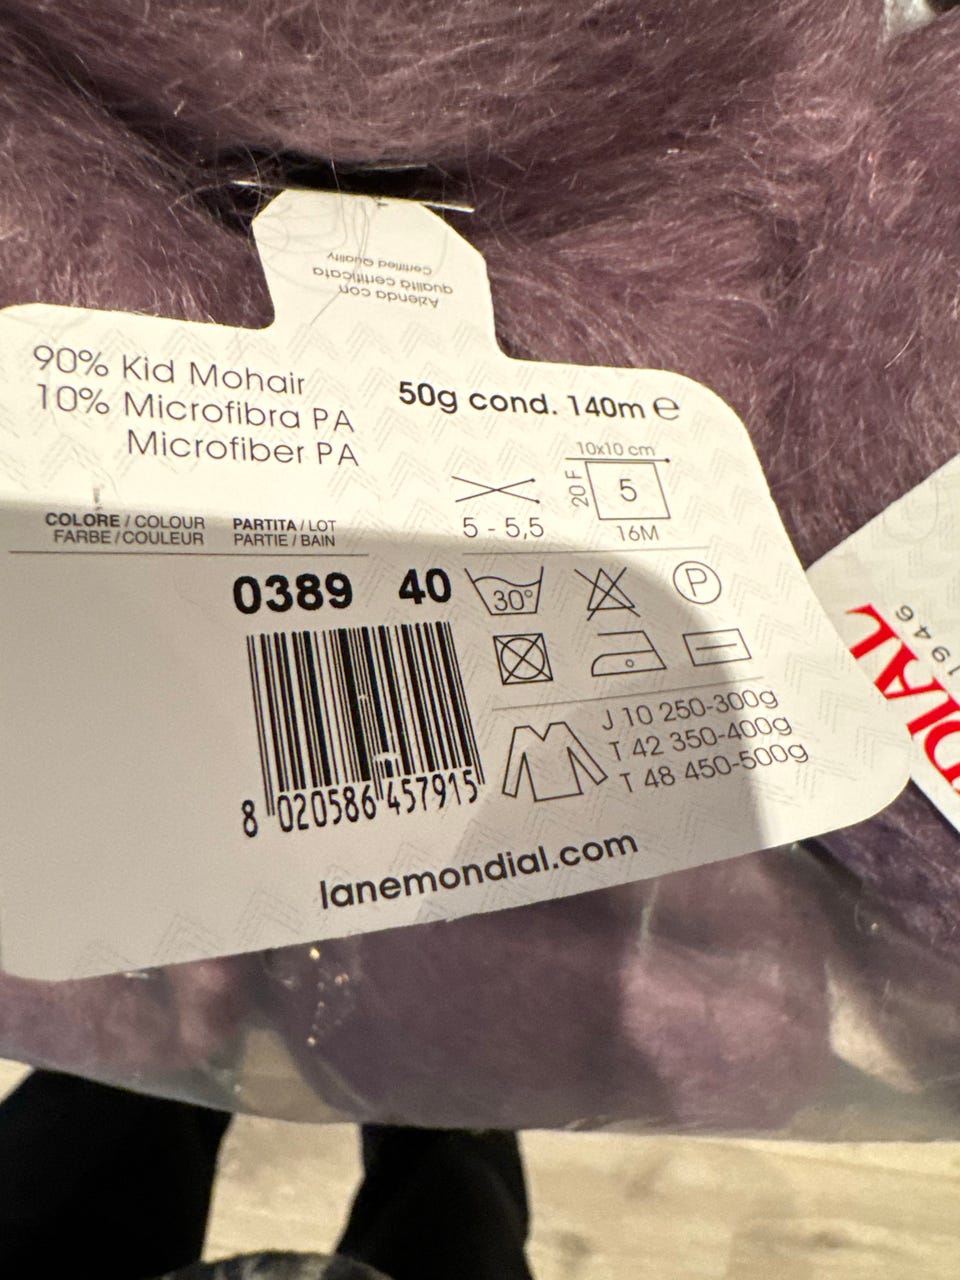 Azienda con
qualità certificata
Certified Quality
90% Kid Mohair
10% Microfibra PA
Microfiber PA
50g cond. 140m ℮
10x10 cm
20 F
5
16M
5 - 5,5
COLORE / COLOUR
FARBE / COULEUR
PARTITA / LOT
PARTIE / BAIN
0389 40
30°
P
J 10 250-300g
T 42 350-400g
T 48 450-500g
8 020586 457915
lanemondial.com
DIAL
1946